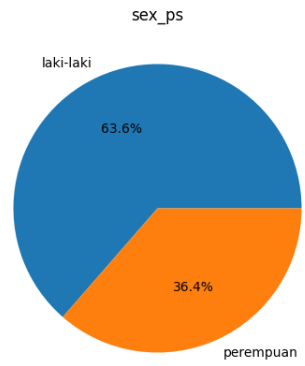 sex_ps
laki-laki
63.6%
36.4%
perempuan